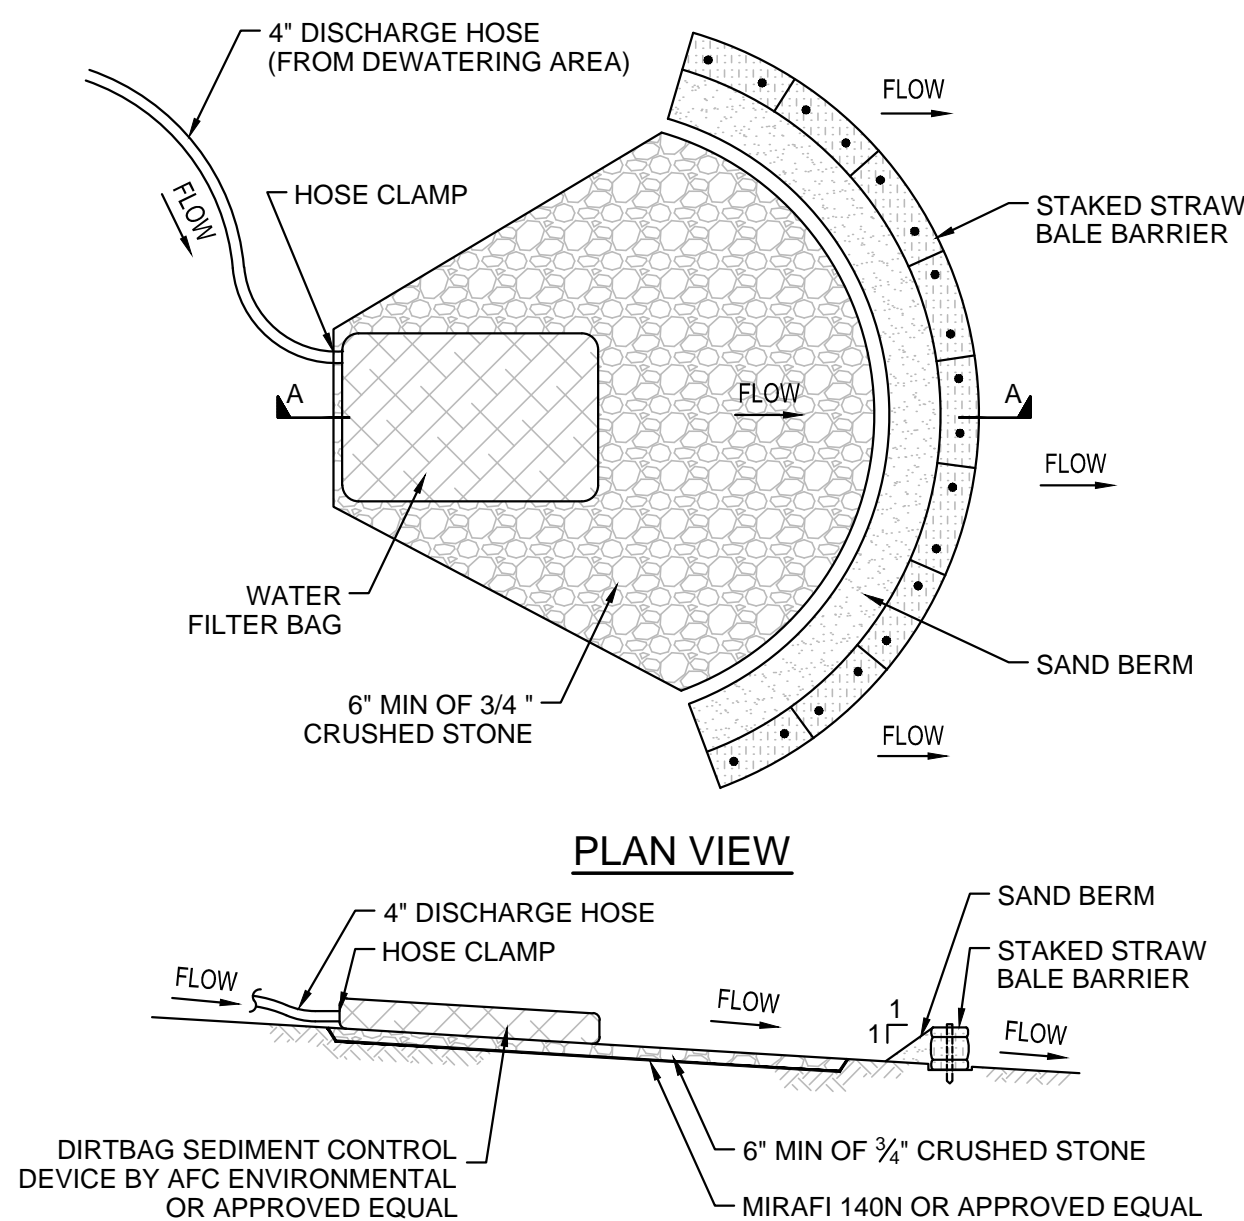 4" DISCHARGE HOSE
(FROM DEWATERING AREA)
FLOW
FLOW
HOSE CLAMP
STAKED STRAW
BALE BARRIER
A
FLOW
A
FLOW
WATER
FILTER BAG
SAND BERM
6" MIN OF 3/4 "
CRUSHED STONE
FLOW
PLAN VIEW
4" DISCHARGE HOSE
HOSE CLAMP
SAND BERM
STAKED STRAW
BALE BARRIER
FLOW
FLOW
1
1
FLOW
DIRTBAG SEDIMENT CONTROL
DEVICE BY AFC ENVIRONMENTAL
OR APPROVED EQUAL
6" MIN OF ¾" CRUSHED STONE
MIRAFI 140N OR APPROVED EQUAL